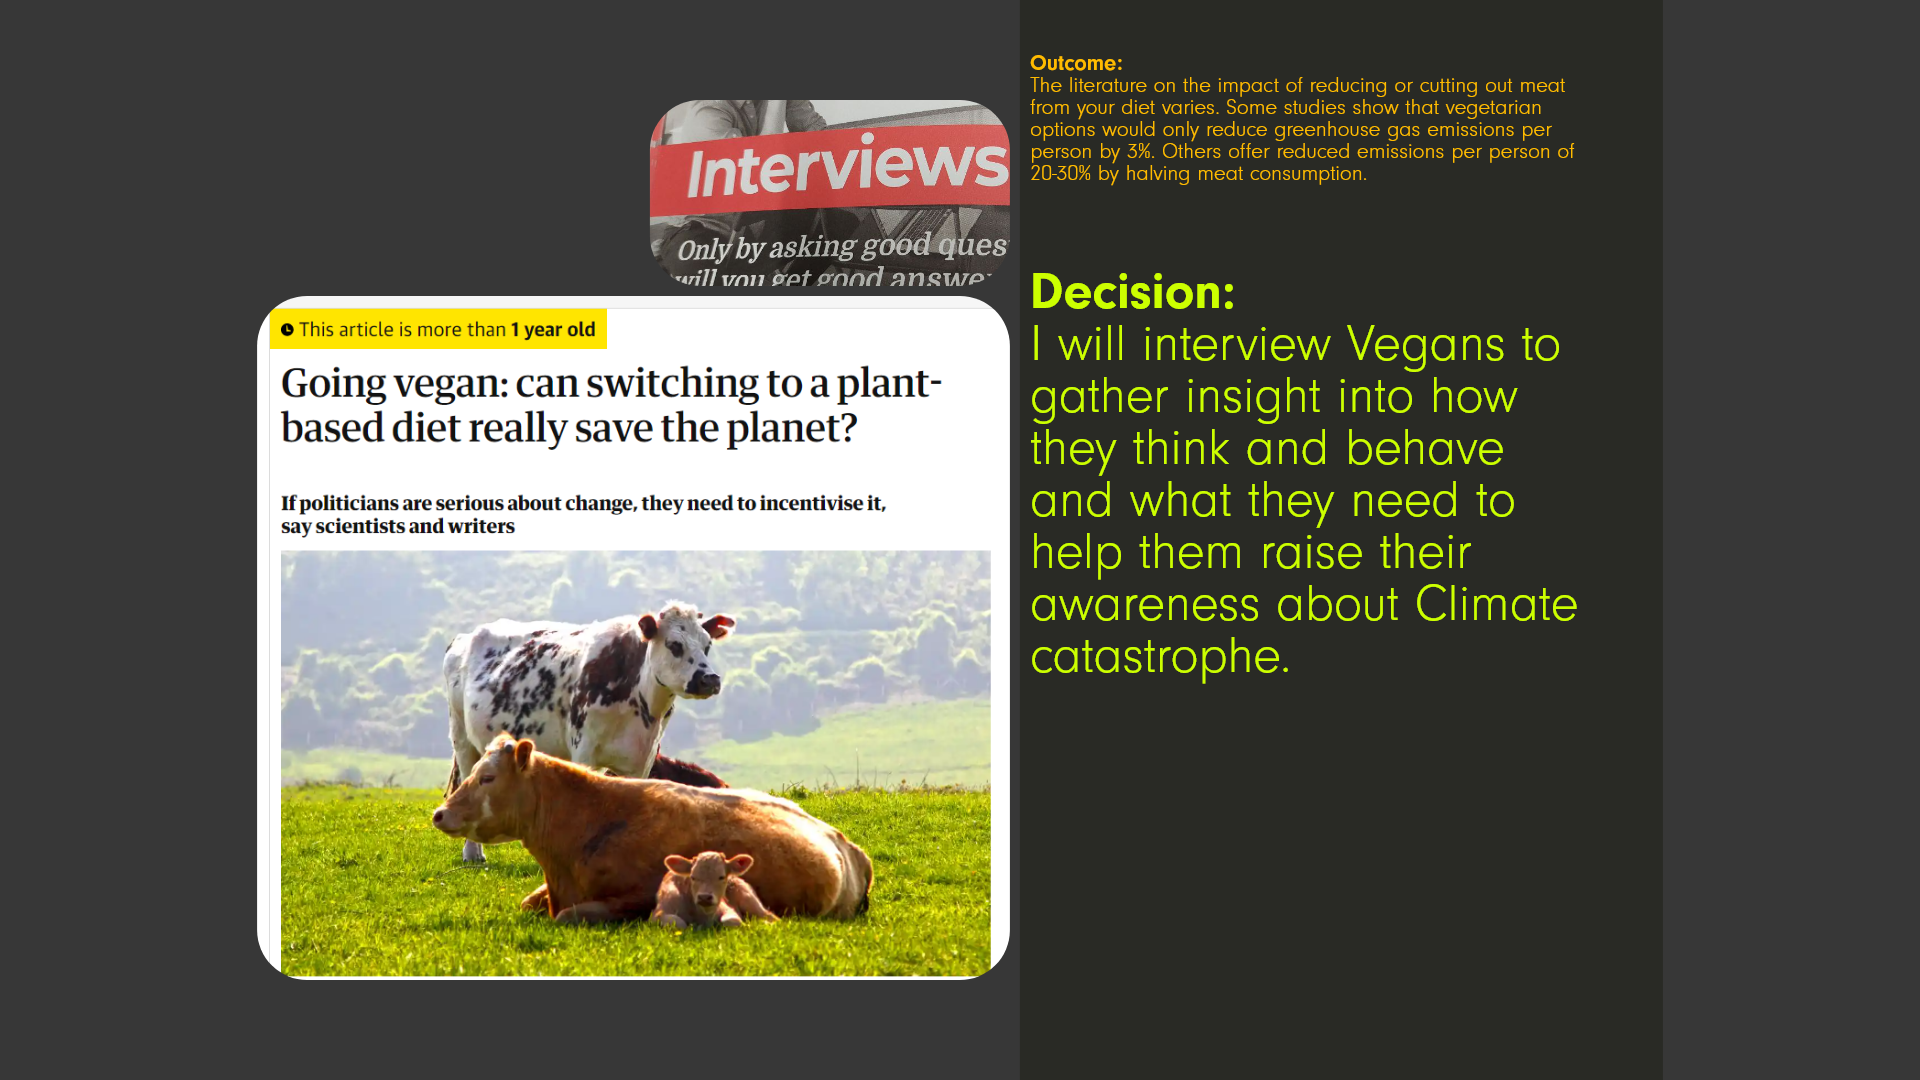 Interviews
Only by asking good ques
will you get good answe
This article is more than 1 year old
Going vegan: can switching to a plant-
based diet really save the planet?
If politicians are serious about change, they need to incentivise it,
say scientists and writers
Outcome:
The literature on the impact of reducing or cutting out meat
from your diet varies. Some studies show that vegetarian
options would only reduce greenhouse gas emissions per
person by 3%. Others offer reduced emissions per person of
20-30% by halving meat consumption.
Decision:
I will interview Vegans to
gather insight into how
they think and behave
and what they need to
help them raise their
awareness about Climate
catastrophe.